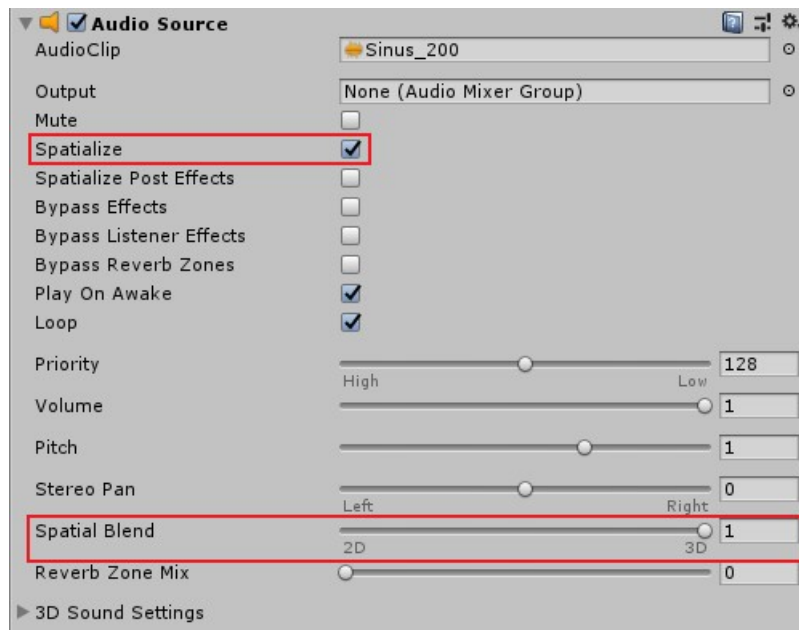 Audio Source
AudioClip Sinus_200
Output None (Audio Mixer Group)
Mute
Spatialize
Spatialize Post Effects
Bypass Effects
Bypass Listener Effects
Bypass Reverb Zones
Play On Awake
Loop
Priority 128
High Low
Volume 1
Pitch 1
Stereo Pan 0
Left Right
Spatial Blend 1
2D 3D
Reverb Zone Mix 0
3D Sound Settings